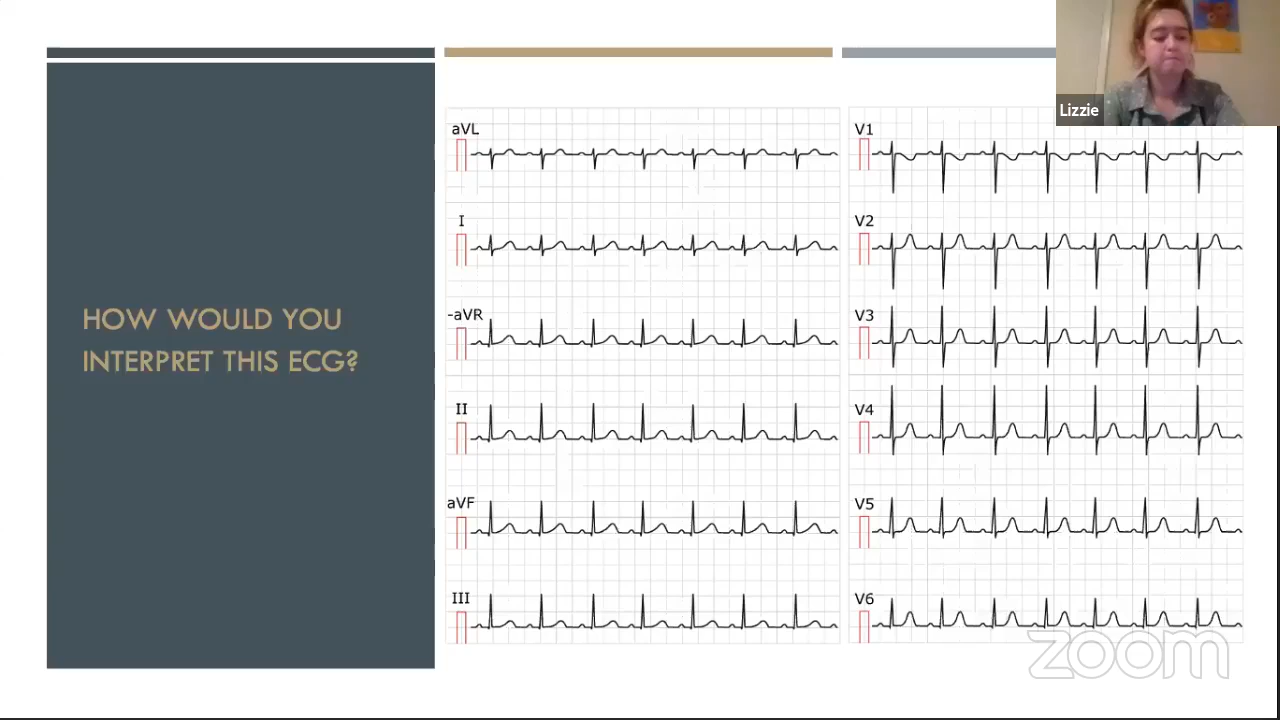 HOW WOULD YOU
INTERPRET THIS ECG?
aVL
I
-aVR
II
aVF
III
V1
V2
V3
V4
V5
V6
Lizzie
zoom